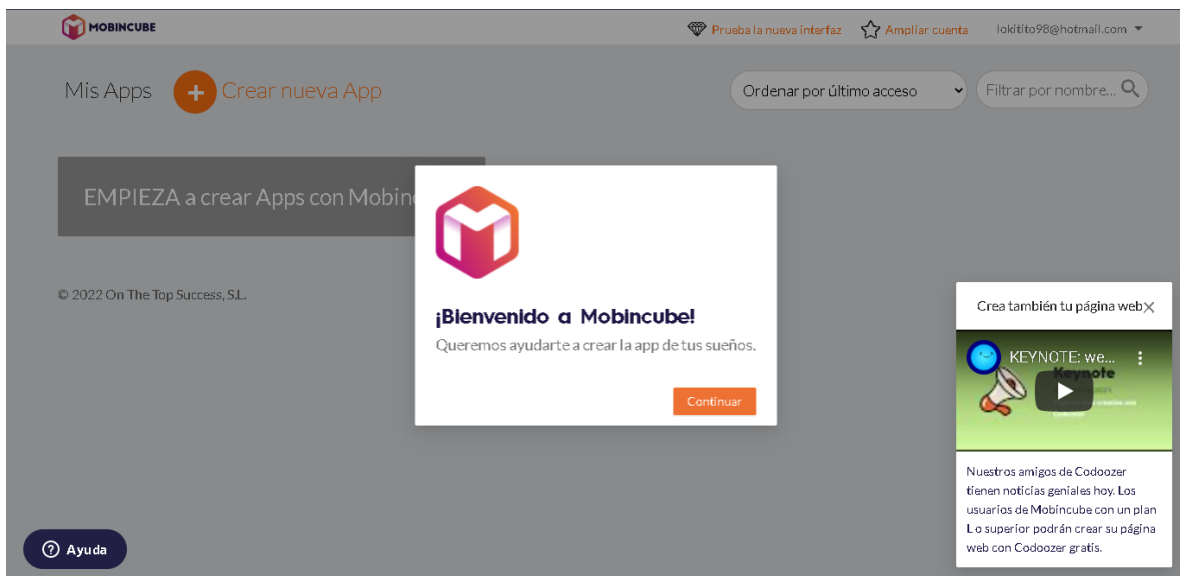 MOBINCUBE
Prueba la nueva interfaz
Ampliar cuenta
lokitito98@hotmail.com
Mis Apps
+ Crear nueva App
Ordenar por último acceso
Filtrar por nombre...
EMPIEZA a crear Apps con Mobin
¡Bienvenido a Mobincube!
Queremos ayudarte a crear la app de tus sueños.
Continuar
© 2022 On The Top Success, S.L.
Crea también tu página web
KEYNOTE: we...
Keynote
Nuestros amigos de Codoozer
tienen noticias geniales hoy. Los
usuarios de Mobincube con un plan
L o superior podrán crear su página
web con Codoozer gratis.
Ayuda